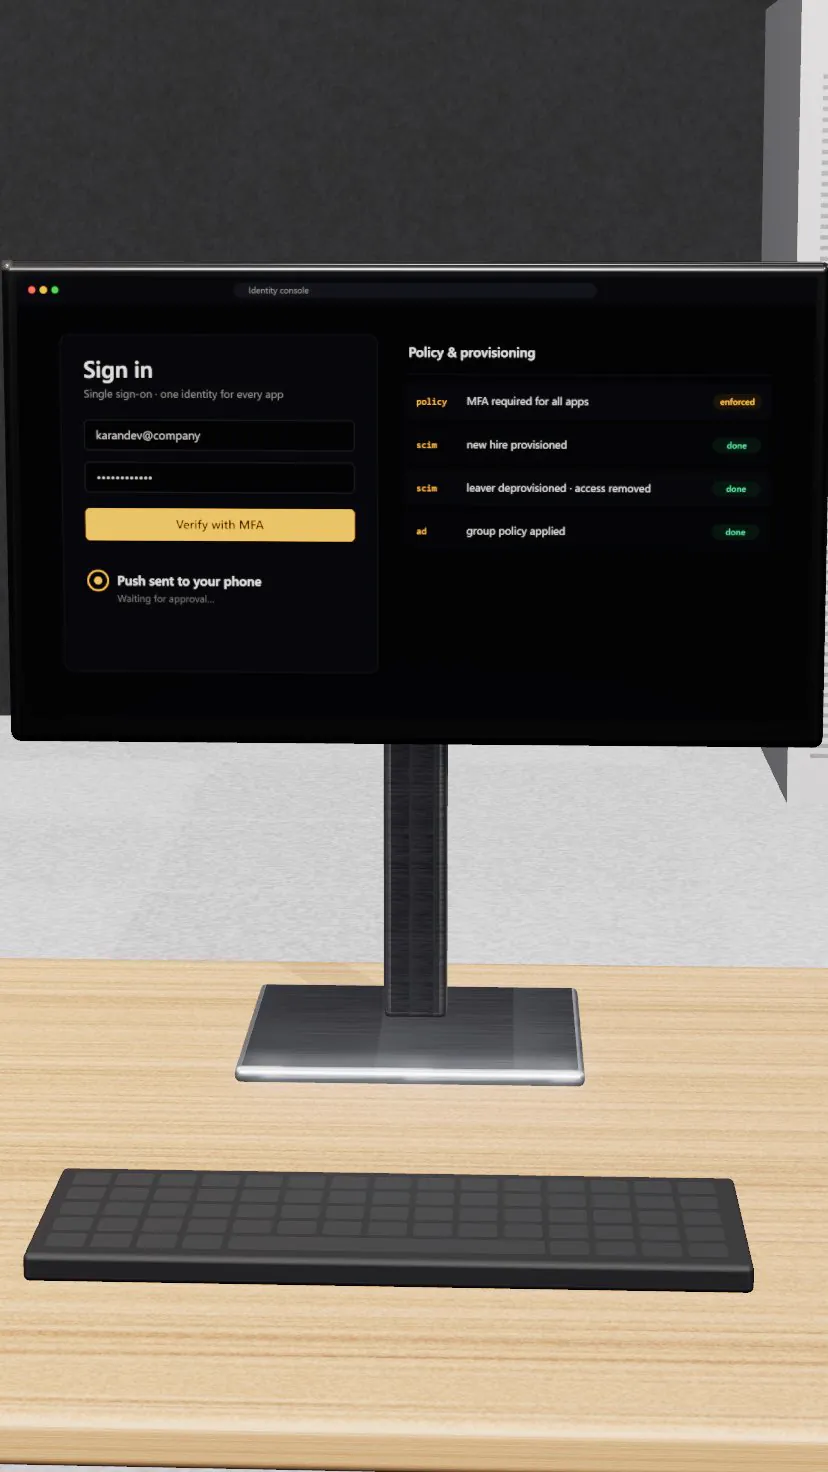 Identity console
Sign in
Single sign-on · one identity for every app
karandev@company
••••••••••••
Verify with MFA
Push sent to your phone
Waiting for approval...
Policy & provisioning
policy MFA required for all apps enforced
scim new hire provisioned done
scim leaver deprovisioned · access removed done
ad group policy applied done